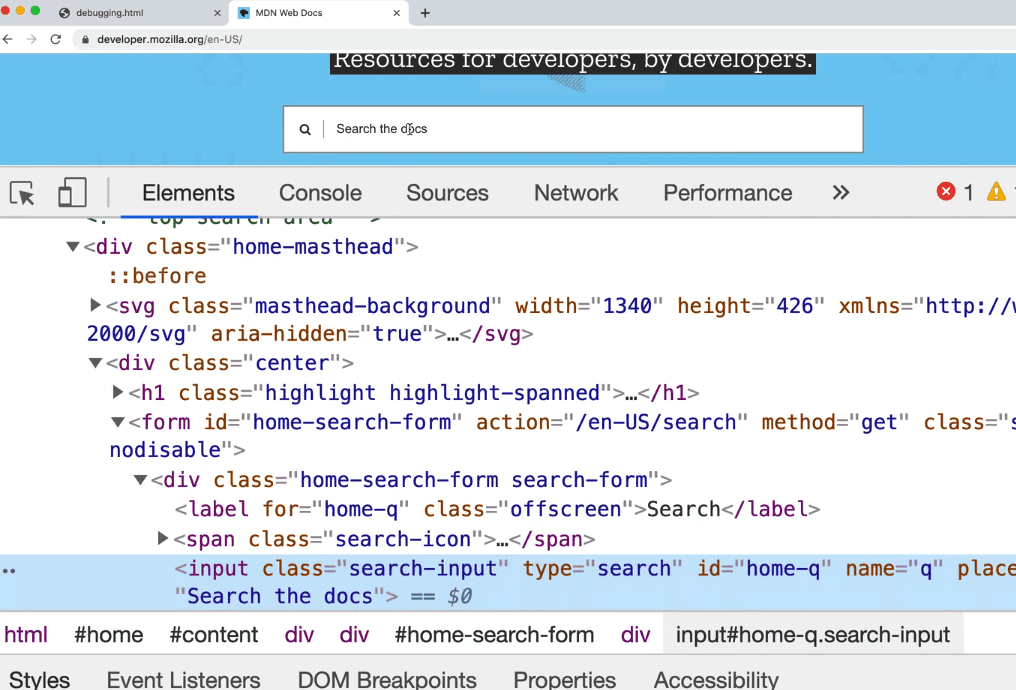 debugging.html
MDN Web Docs
developer.mozilla.org/en-US/
Resources for developers, by developers.
Search the docs
Elements Console Sources Network Performance » 1
top search area
<div class="home-masthead">
::before
<svg class="masthead-background" width="1340" height="426" xmlns="http://
2000/svg" aria-hidden="true">…</svg>
<div class="center">
<h1 class="highlight highlight-spanned">…</h1>
<form id="home-search-form" action="/en-US/search" method="get" class="s
nodisable">
<div class="home-search-form search-form">
<label for="home-q" class="offscreen">Search</label>
<span class="search-icon">…</span>
<input class="search-input" type="search" id="home-q" name="q" place
"Search the docs"> == $0
html #home #content div div #home-search-form div input#home-q.search-input
Styles Event Listeners DOM Breakpoints Properties Accessibility